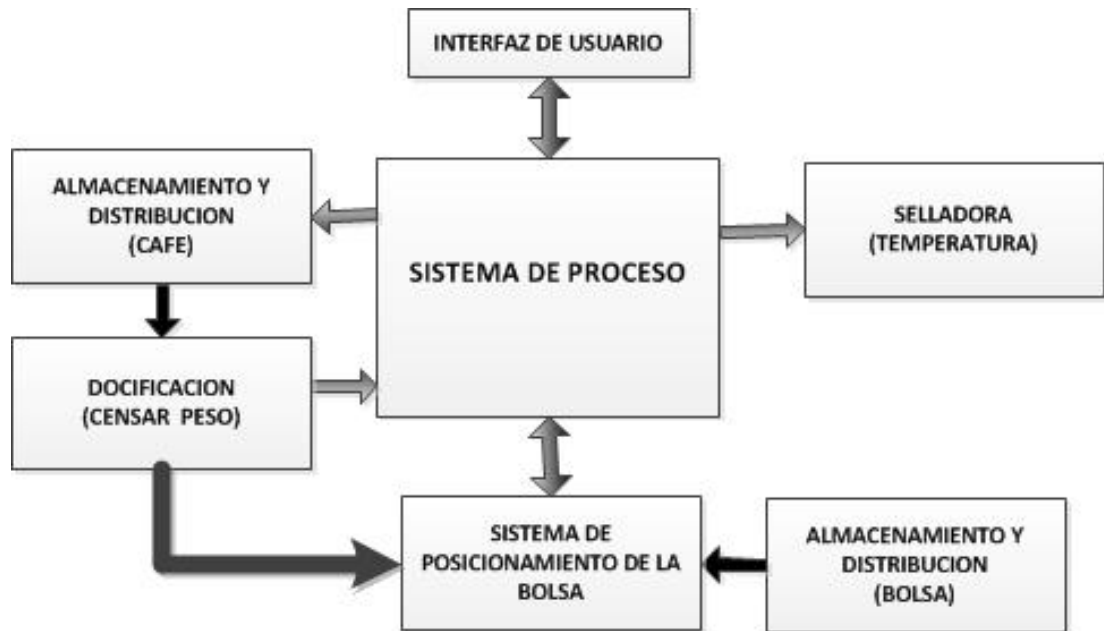 INTERFAZ DE USUARIO
ALMACENAMIENTO Y
DISTRIBUCION
(CAFE)
SISTEMA DE PROCESO
SELLADORA
(TEMPERATURA)
DOCIFICACION
(CENSAR PESO)
SISTEMA DE
POSICIONAMIENTO DE LA
BOLSA
ALMACENAMIENTO Y
DISTRIBUCION
(BOLSA)